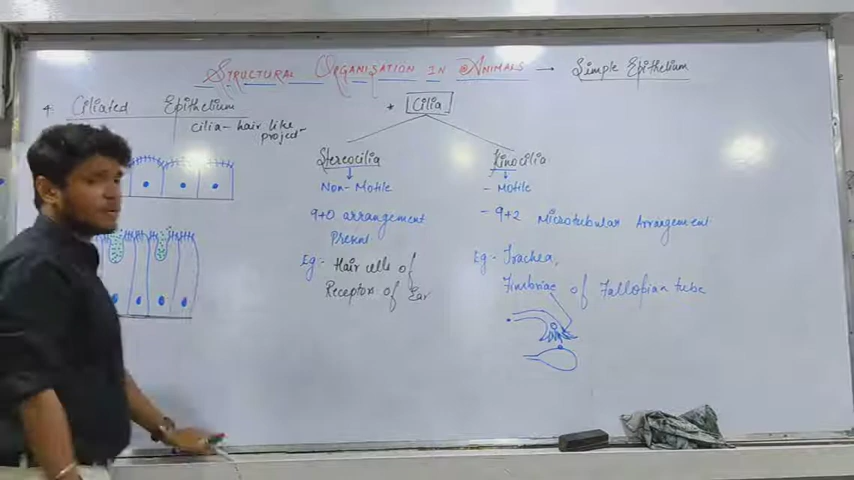 STRUCTURAL ORGANISATION IN ANIMALS → Simple Epithelium
4. Ciliated Epithelium
cilia - hair like
project-
* Cilia
Stereocilia
Non-Motile
9+0 arrangement
Present
Eg:- Hair cells of
Receptor of Ear
Kinocilia
- Motile
- 9+2 Microtubular Arrangement
Eg:- Trachea,
Fimbriae of Fallopian tube